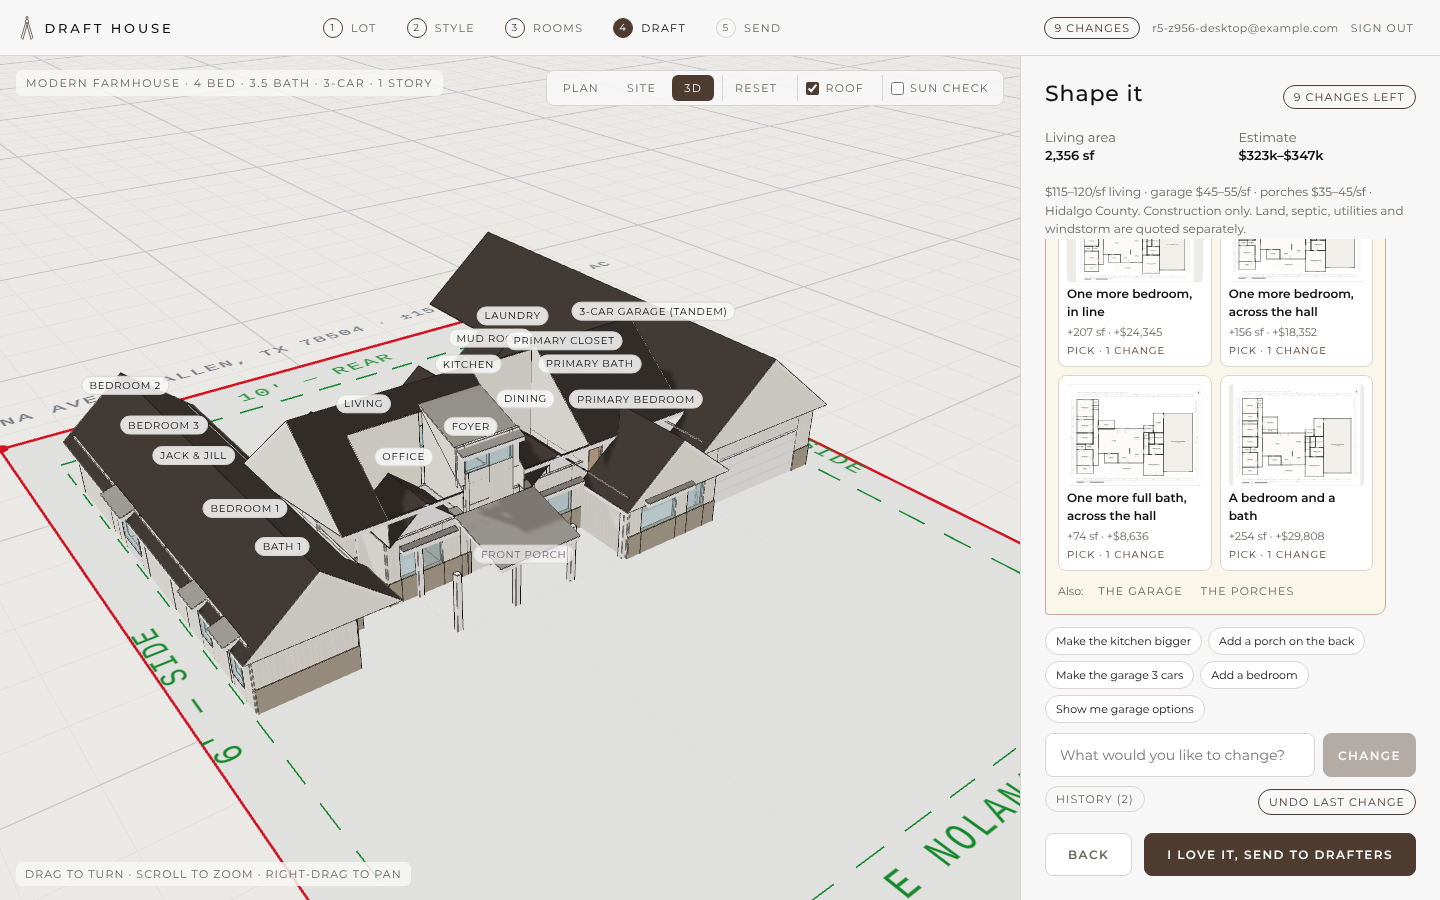 DRAFT HOUSE
1 LOT
2 STYLE
3 ROOMS
4 DRAFT
5 SEND
9 CHANGES
r5-z956-desktop@example.com
SIGN OUT
MODERN FARMHOUSE · 4 BED · 3.5 BATH · 3-CAR · 1 STORY
PLAN
SITE
3D
RESET
ROOF
SUN CHECK
AC
ALLEN, TX 78504 · ±15
NA AVE
10' — REAR
SIDE
LAUNDRY
3-CAR GARAGE (TANDEM)
MUD ROO
PRIMARY CLOSET
KITCHEN
PRIMARY BATH
BEDROOM 2
LIVING
DINING
PRIMARY BEDROOM
BEDROOM 3
FOYER
JACK & JILL
OFFICE
BEDROOM 1
BATH 1
FRONT PORCH
6' — SIDE
E NOLAN
DRAG TO TURN · SCROLL TO ZOOM · RIGHT-DRAG TO PAN
Shape it
9 CHANGES LEFT
Living area
2,356 sf
Estimate
$323k–$347k
$115–120/sf living · garage $45–55/sf · porches $35–45/sf ·
Hidalgo County. Construction only. Land, septic, utilities and
windstorm are quoted separately.
One more bedroom,
in line
+207 sf · +$24,345
PICK · 1 CHANGE
One more bedroom,
across the hall
+156 sf · +$18,352
PICK · 1 CHANGE
One more full bath,
across the hall
+74 sf · +$8,636
PICK · 1 CHANGE
A bedroom and a
bath
+254 sf · +$29,808
PICK · 1 CHANGE
Also: THE GARAGE THE PORCHES
Make the kitchen bigger
Add a porch on the back
Make the garage 3 cars
Add a bedroom
Show me garage options
What would you like to change?
CHANGE
HISTORY (2)
UNDO LAST CHANGE
BACK
I LOVE IT, SEND TO DRAFTERS